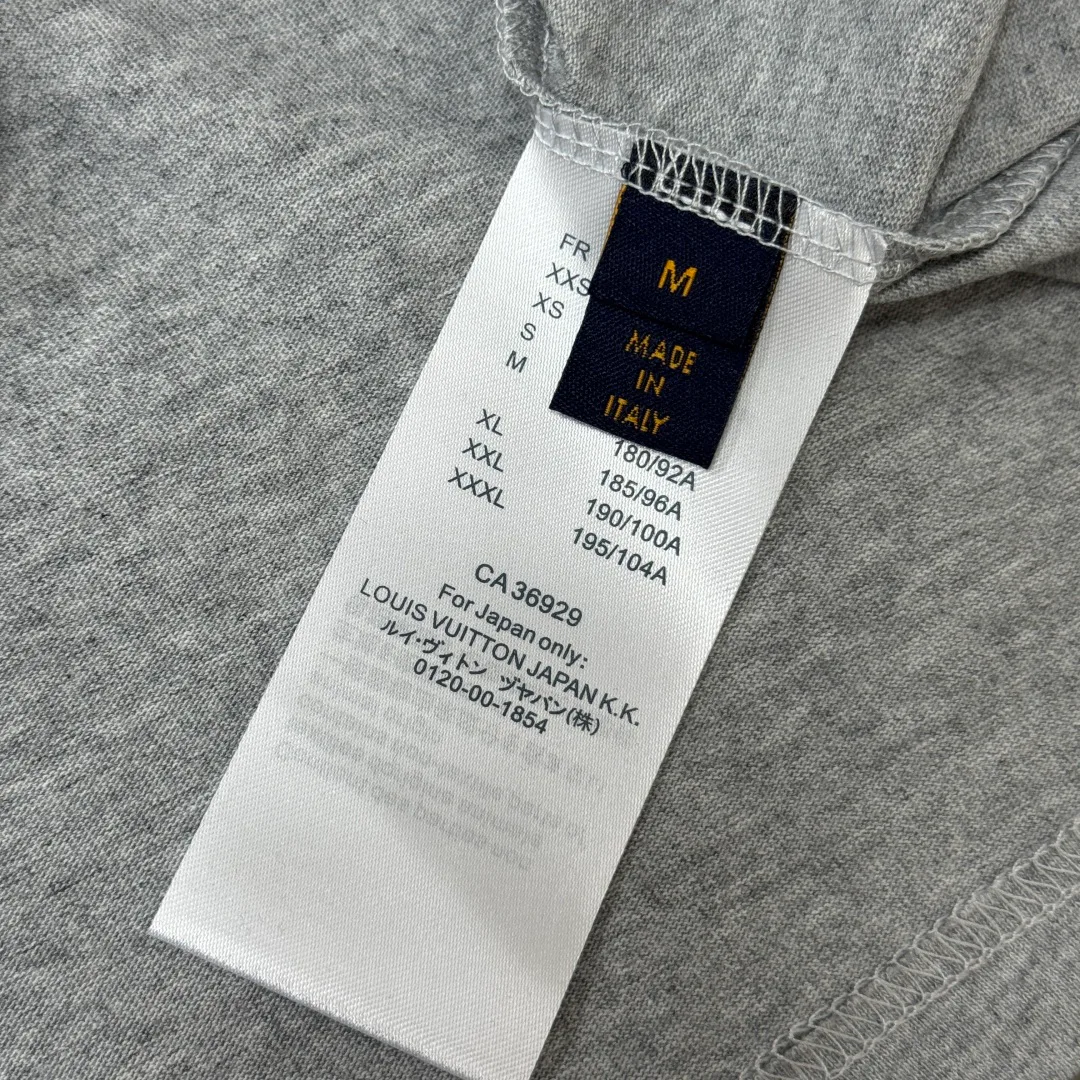 M
MADE
IN
ITALY
FR
XXS
XS
S
M
XL
XXL 180/92A
XXXL 185/96A
190/100A
195/104A
CA 36929
For Japan only:
LOUIS VUITTON JAPAN K.K.
ルイ・ヴィトン ヅャパン(株)
0120-00-1854